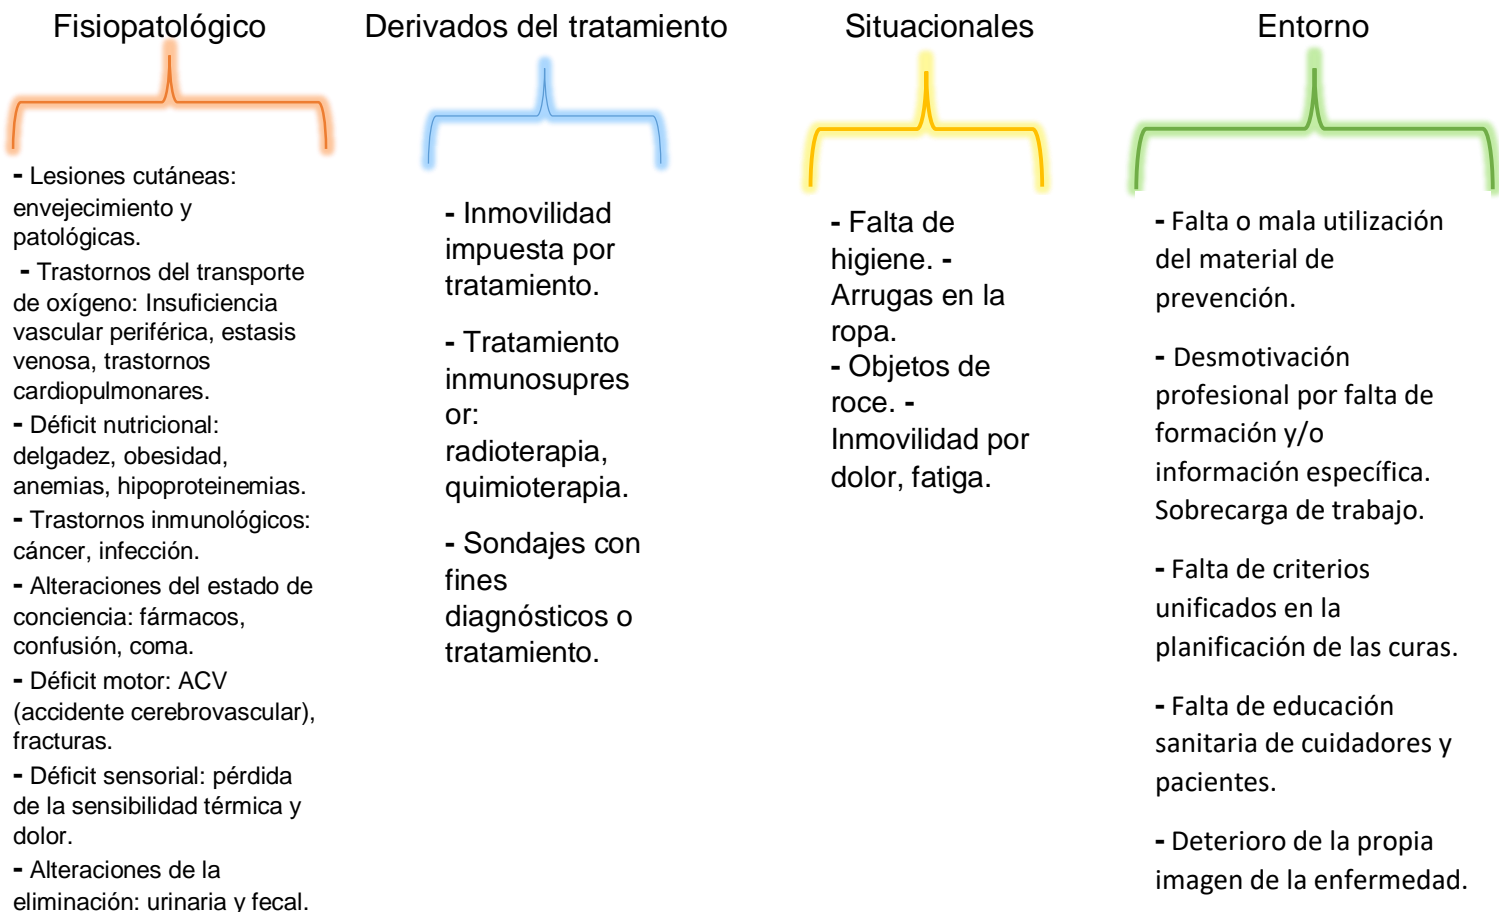 Fisiopatológico
- Lesiones cutáneas:
envejecimiento y
patológicas.
- Trastornos del transporte
de oxígeno: Insuficiencia
vascular periférica, estasis
venosa, trastornos
cardiopulmonares.
- Déficit nutricional:
delgadez, obesidad,
anemias, hipoproteinemias.
- Trastornos inmunológicos:
cáncer, infección.
- Alteraciones del estado de
conciencia: fármacos,
confusión, coma.
- Déficit motor: ACV
(accidente cerebrovascular),
fracturas.
- Déficit sensorial: pérdida
de la sensibilidad térmica y
dolor.
- Alteraciones de la
eliminación: urinaria y fecal.
Derivados del tratamiento
- Inmovilidad
impuesta por
tratamiento.
- Tratamiento
inmunosupres
or:
radioterapia,
quimioterapia.
- Sondajes con
fines
diagnósticos o
tratamiento.
Situacionales
- Falta de
higiene. -
Arrugas en la
ropa.
- Objetos de
roce. -
Inmovilidad por
dolor, fatiga.
Entorno
- Falta o mala utilización
del material de
prevención.
- Desmotivación
profesional por falta de
formación y/o
información específica.
Sobrecarga de trabajo.
- Falta de criterios
unificados en la
planificación de las curas.
- Falta de educación
sanitaria de cuidadores y
pacientes.
- Deterioro de la propia
imagen de la enfermedad.